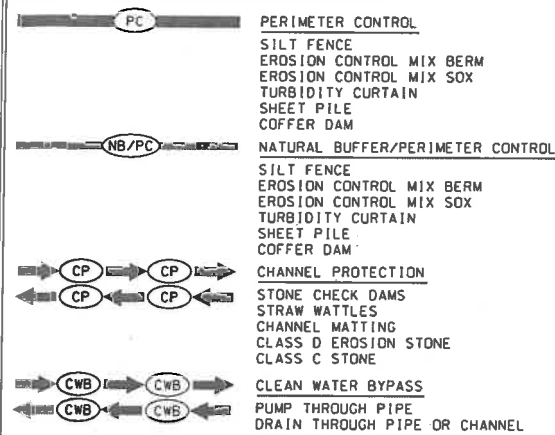 PC PERIMETER CONTROL
SILT FENCE
EROSION CONTROL MIX BERM
EROSION CONTROL MIX SOX
TURBIDITY CURTAIN
SHEET PILE
COFFER DAM
NB/PC NATURAL BUFFER/PERIMETER CONTROL
SILT FENCE
EROSION CONTROL MIX BERM
EROSION CONTROL MIX SOX
TURBIDITY CURTAIN
SHEET PILE
COFFER DAM
CP CP CHANNEL PROTECTION
CP CP STONE CHECK DAMS
STRAW WATTLES
CHANNEL MATTING
CLASS D EROSION STONE
CLASS C STONE
CWB CWB CLEAN WATER BYPASS
CWB CWB PUMP THROUGH PIPE
DRAIN THROUGH PIPE OR CHANNEL